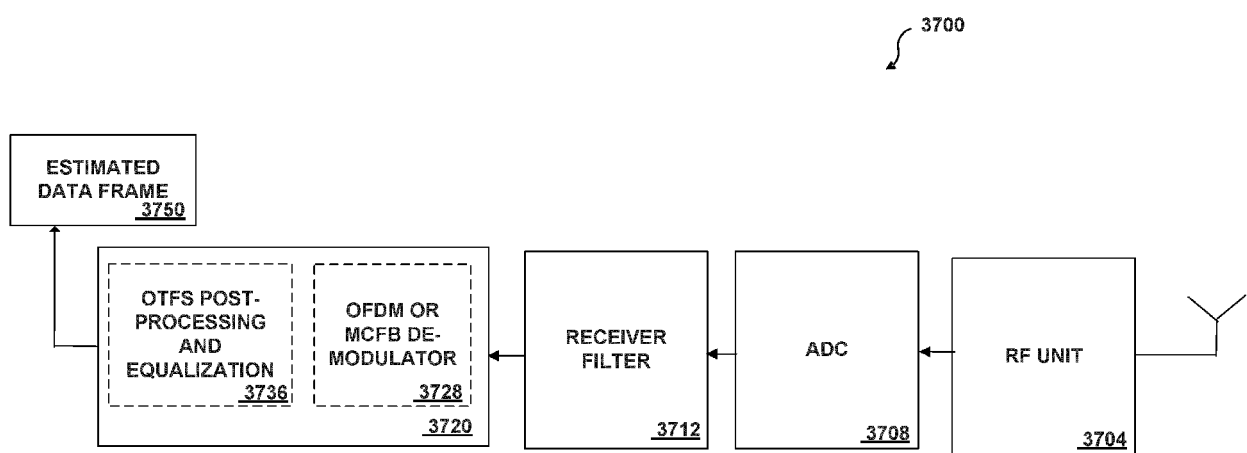 3700
ESTIMATED
DATA FRAME
3750
OTFS POST-
PROCESSING
AND
EQUALIZATION
3736
OFDM OR
MCFB DE-
MODULATOR
3728
3720
RECEIVER
FILTER
3712
ADC
3708
RF UNIT
3704